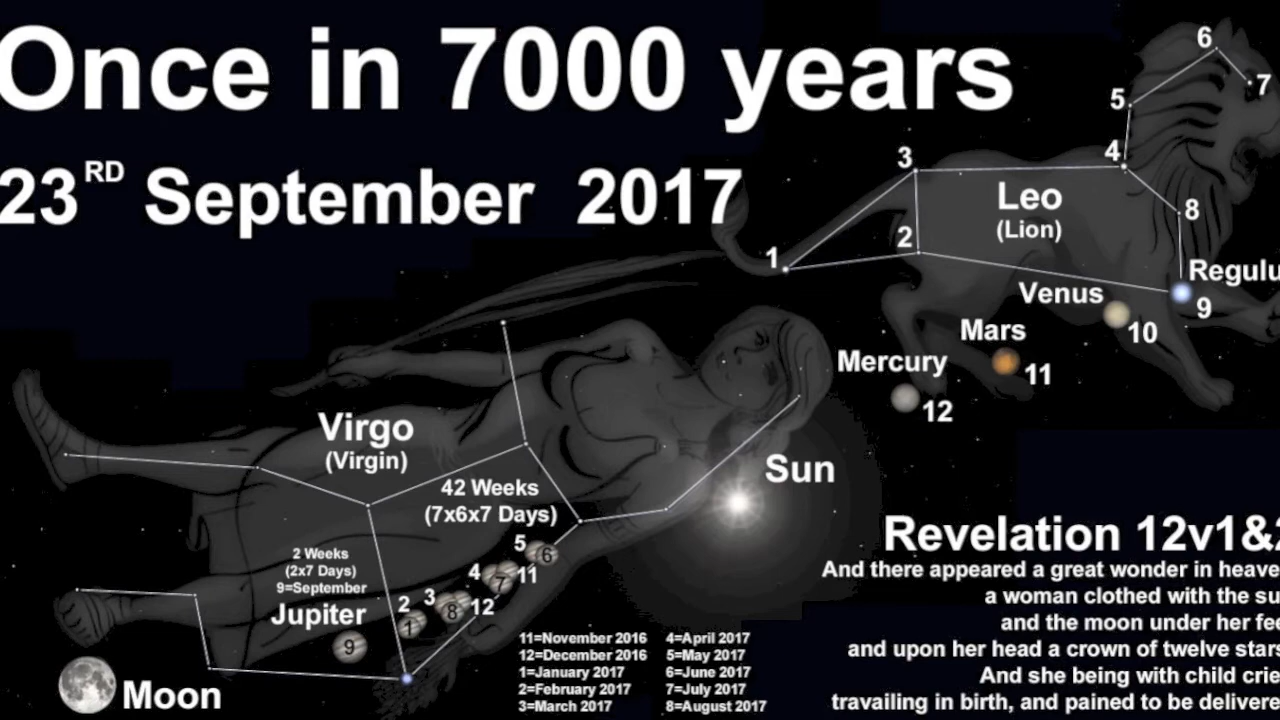 Once in 7000 years
23RD September 2017
6
7
5
3
4
Leo
(Lion)
8
2
1
Regulu
9
Venus
10
Mars
11
Mercury
12
Virgo
(Virgin)
Sun
42 Weeks
(7x6x7 Days)
5
6
4
7
11
2 Weeks
(2x7 Days)
9=September
Jupiter
2
3
8
12
1
9
Moon
11=November 2016
12=December 2016
1=January 2017
2=February 2017
3=March 2017
4=April 2017
5=May 2017
6=June 2017
7=July 2017
8=August 2017
Revelation 12v1&2
And there appeared a great wonder in heave
a woman clothed with the su
and the moon under her fee
and upon her head a crown of twelve stars
And she being with child crie
travailing in birth, and pained to be delivere